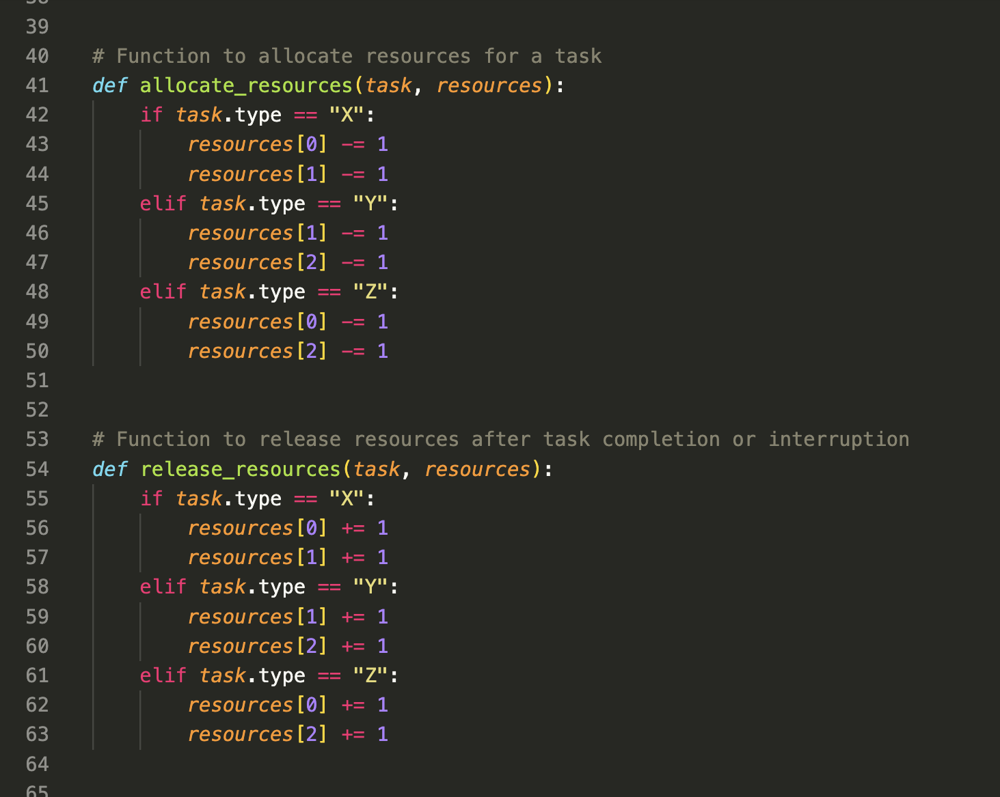 39
40 # Function to allocate resources for a task
41 def allocate_resources(task, resources):
42     if task.type == "X":
43         resources[0] -= 1
44         resources[1] -= 1
45     elif task.type == "Y":
46         resources[1] -= 1
47         resources[2] -= 1
48     elif task.type == "Z":
49         resources[0] -= 1
50         resources[2] -= 1
51
52
53 # Function to release resources after task completion or interruption
54 def release_resources(task, resources):
55     if task.type == "X":
56         resources[0] += 1
57         resources[1] += 1
58     elif task.type == "Y":
59         resources[1] += 1
60         resources[2] += 1
61     elif task.type == "Z":
62         resources[0] += 1
63         resources[2] += 1
64
65